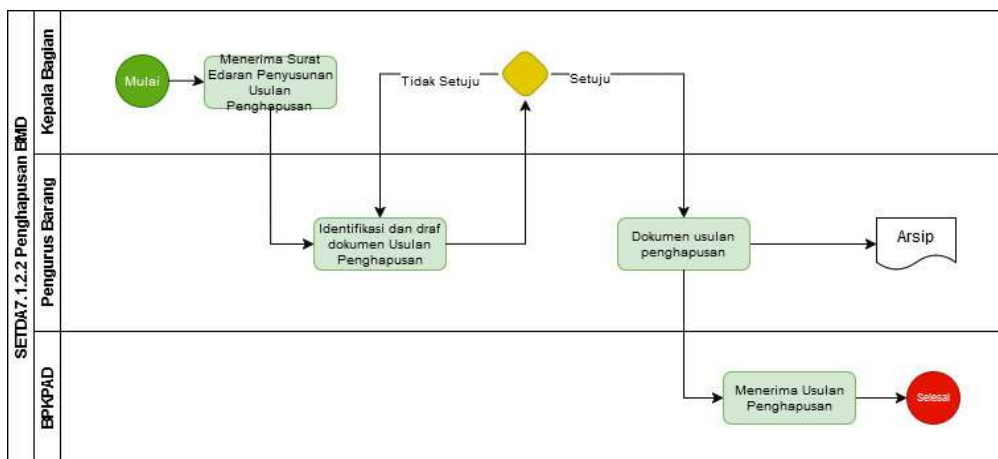 SETDA7.1.2.2 Penghapusan BMD
Kepala Bagian
Mulai
Menerima Surat
Edaran Penyusunan
Usulan
Penghapusan
Tidak Setuju
Setuju
Pengurus Barang
Identifikasi dan draf
dokumen Usulan
Penghapusan
Dokumen usulan
penghapusan
Arsip
BPKPAD
Menerima Usulan
Penghapusan
Selesai